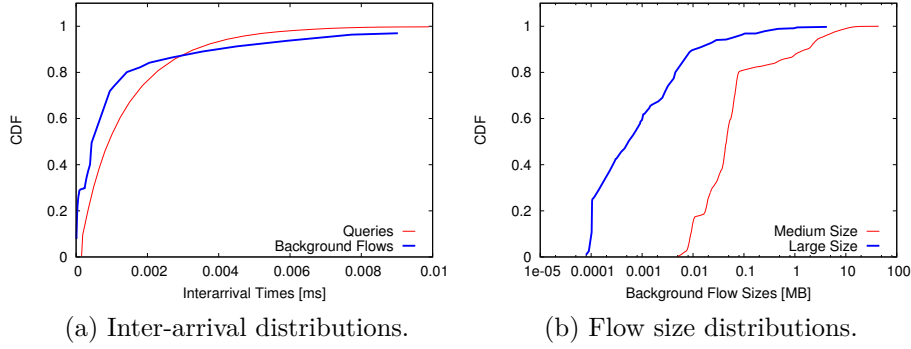 1
0.8
0.6
0.4
0.2
0
CDF
Queries
Background Flows
0 0.002 0.004 0.006 0.008 0.01
Interarrival Times [ms]
(a) Inter-arrival distributions.
1
0.8
0.6
0.4
0.2
0
CDF
Medium Size
Large Size
1e-05 0.0001 0.001 0.01 0.1 1 10 100
Background Flow Sizes [MB]
(b) Flow size distributions.